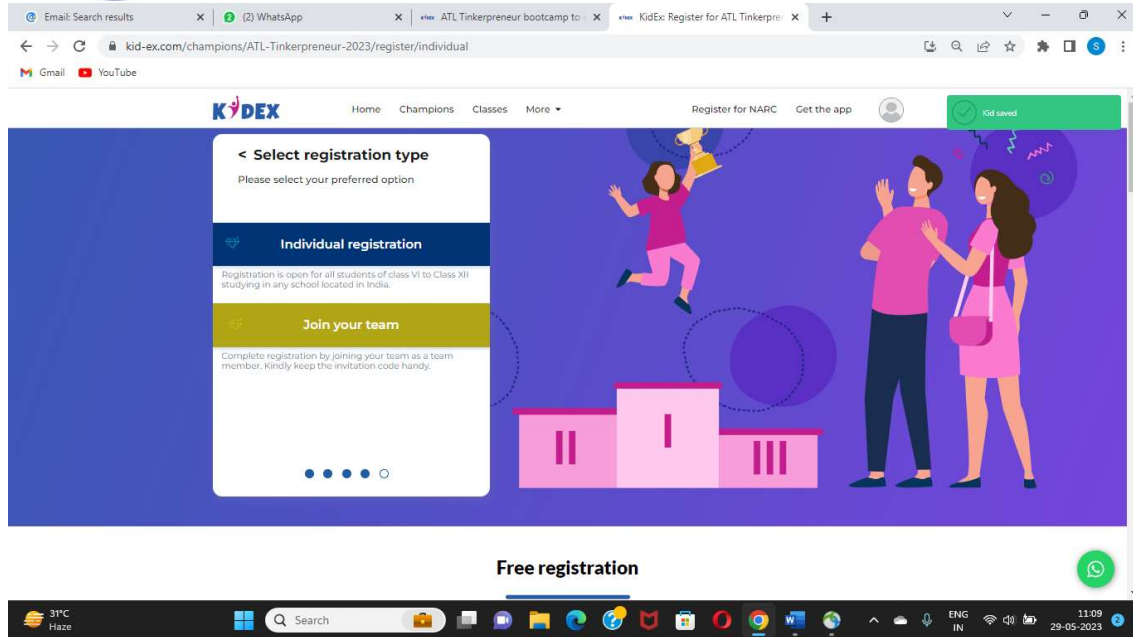 Email: Search results
(2) WhatsApp
ATL Tinkerpreneur bootcamp to
KidEx: Register for ATL Tinkerpre
kid-ex.com/champions/ATL-Tinkerpreneur-2023/register/individual
S
Gmail
YouTube
KIDEX
Home
Champions
Classes
More
Register for NARC
Get the app
Kid saved
< Select registration type
Please select your preferred option
Individual registration
Registration is open for all students of class VI to Class XII
studying in any school located in India.
Join your team
Complete registration by joining your team as a team
member. Kindly keep the invitation code handy.
II
I
III
Free registration
31°C
Haze
Search
ENG
IN
11:09
29-05-2023
2